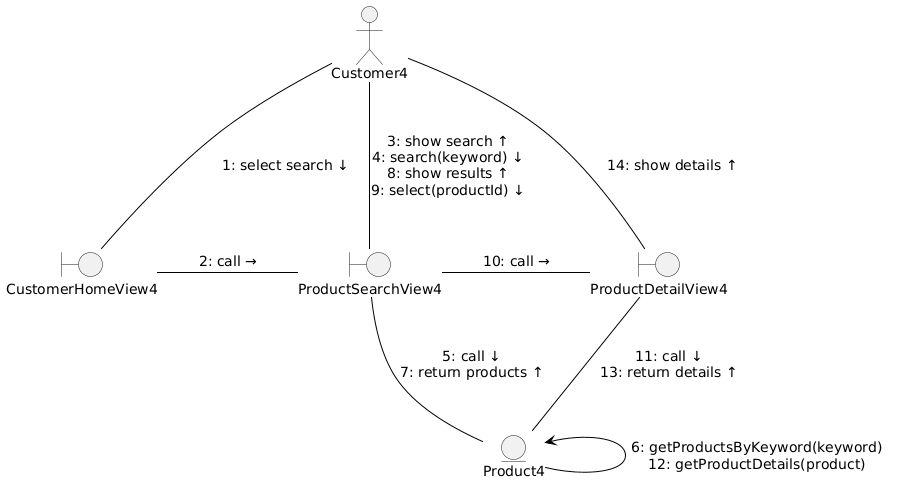 Customer4
3: show search ↑
4: search(keyword) ↓
8: show results ↑
9: select(productId) ↓
1: select search ↓
14: show details ↑
2: call →
10: call →
CustomerHomeView4
ProductSearchView4
ProductDetailView4
5: call ↓
7: return products ↑
11: call ↓
13: return details ↑
6: getProductsByKeyword(keyword)
12: getProductDetails(product)
Product4